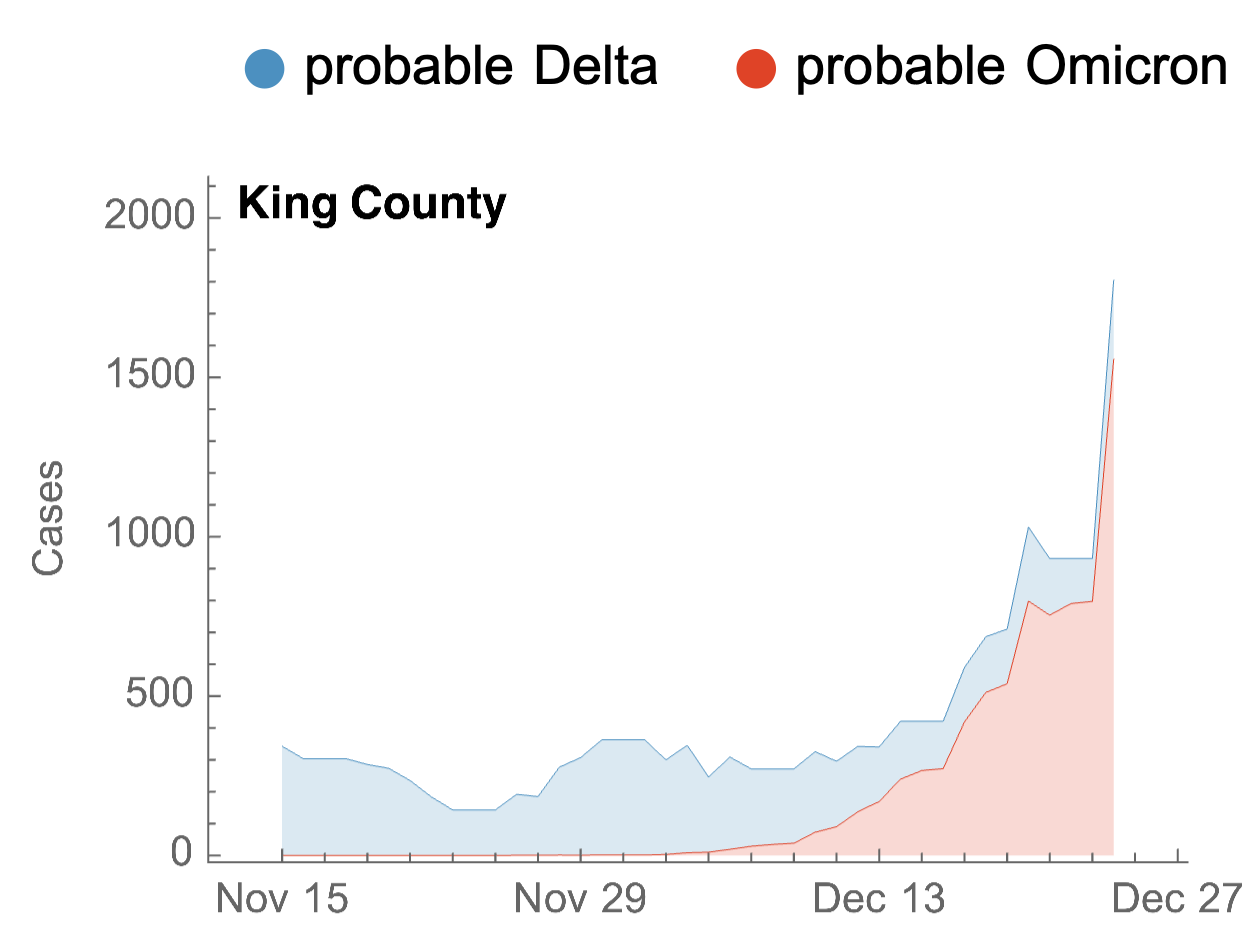 probable Delta probable Omicron
King County
2000
1500
1000
500
0
Cases
Nov 15 Nov 29 Dec 13 Dec 27